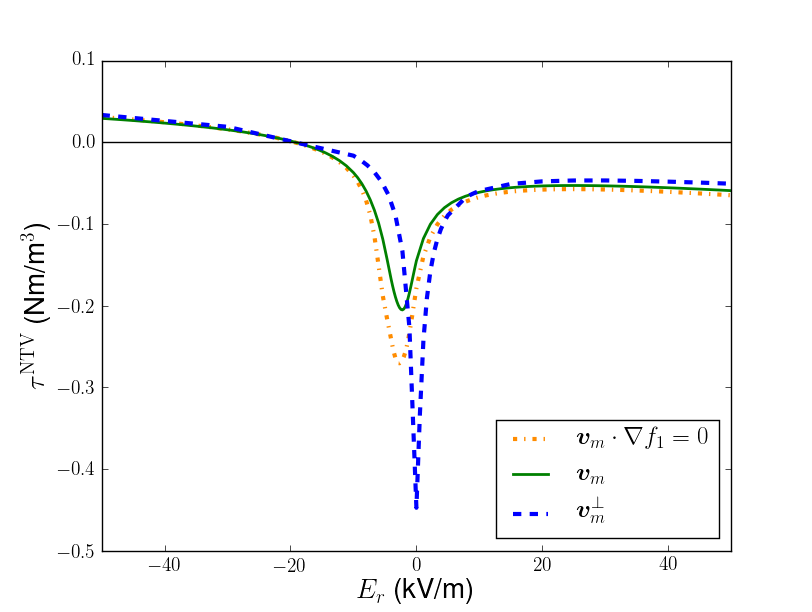 0.1
0.0
−0.1
−0.2
−0.3
−0.4
−0.5
τ^NTV (Nm/m³)
−40 −20 0 20 40
E_r (kV/m)
v_m · ∇f₁ = 0
v_m
v_m^⊥